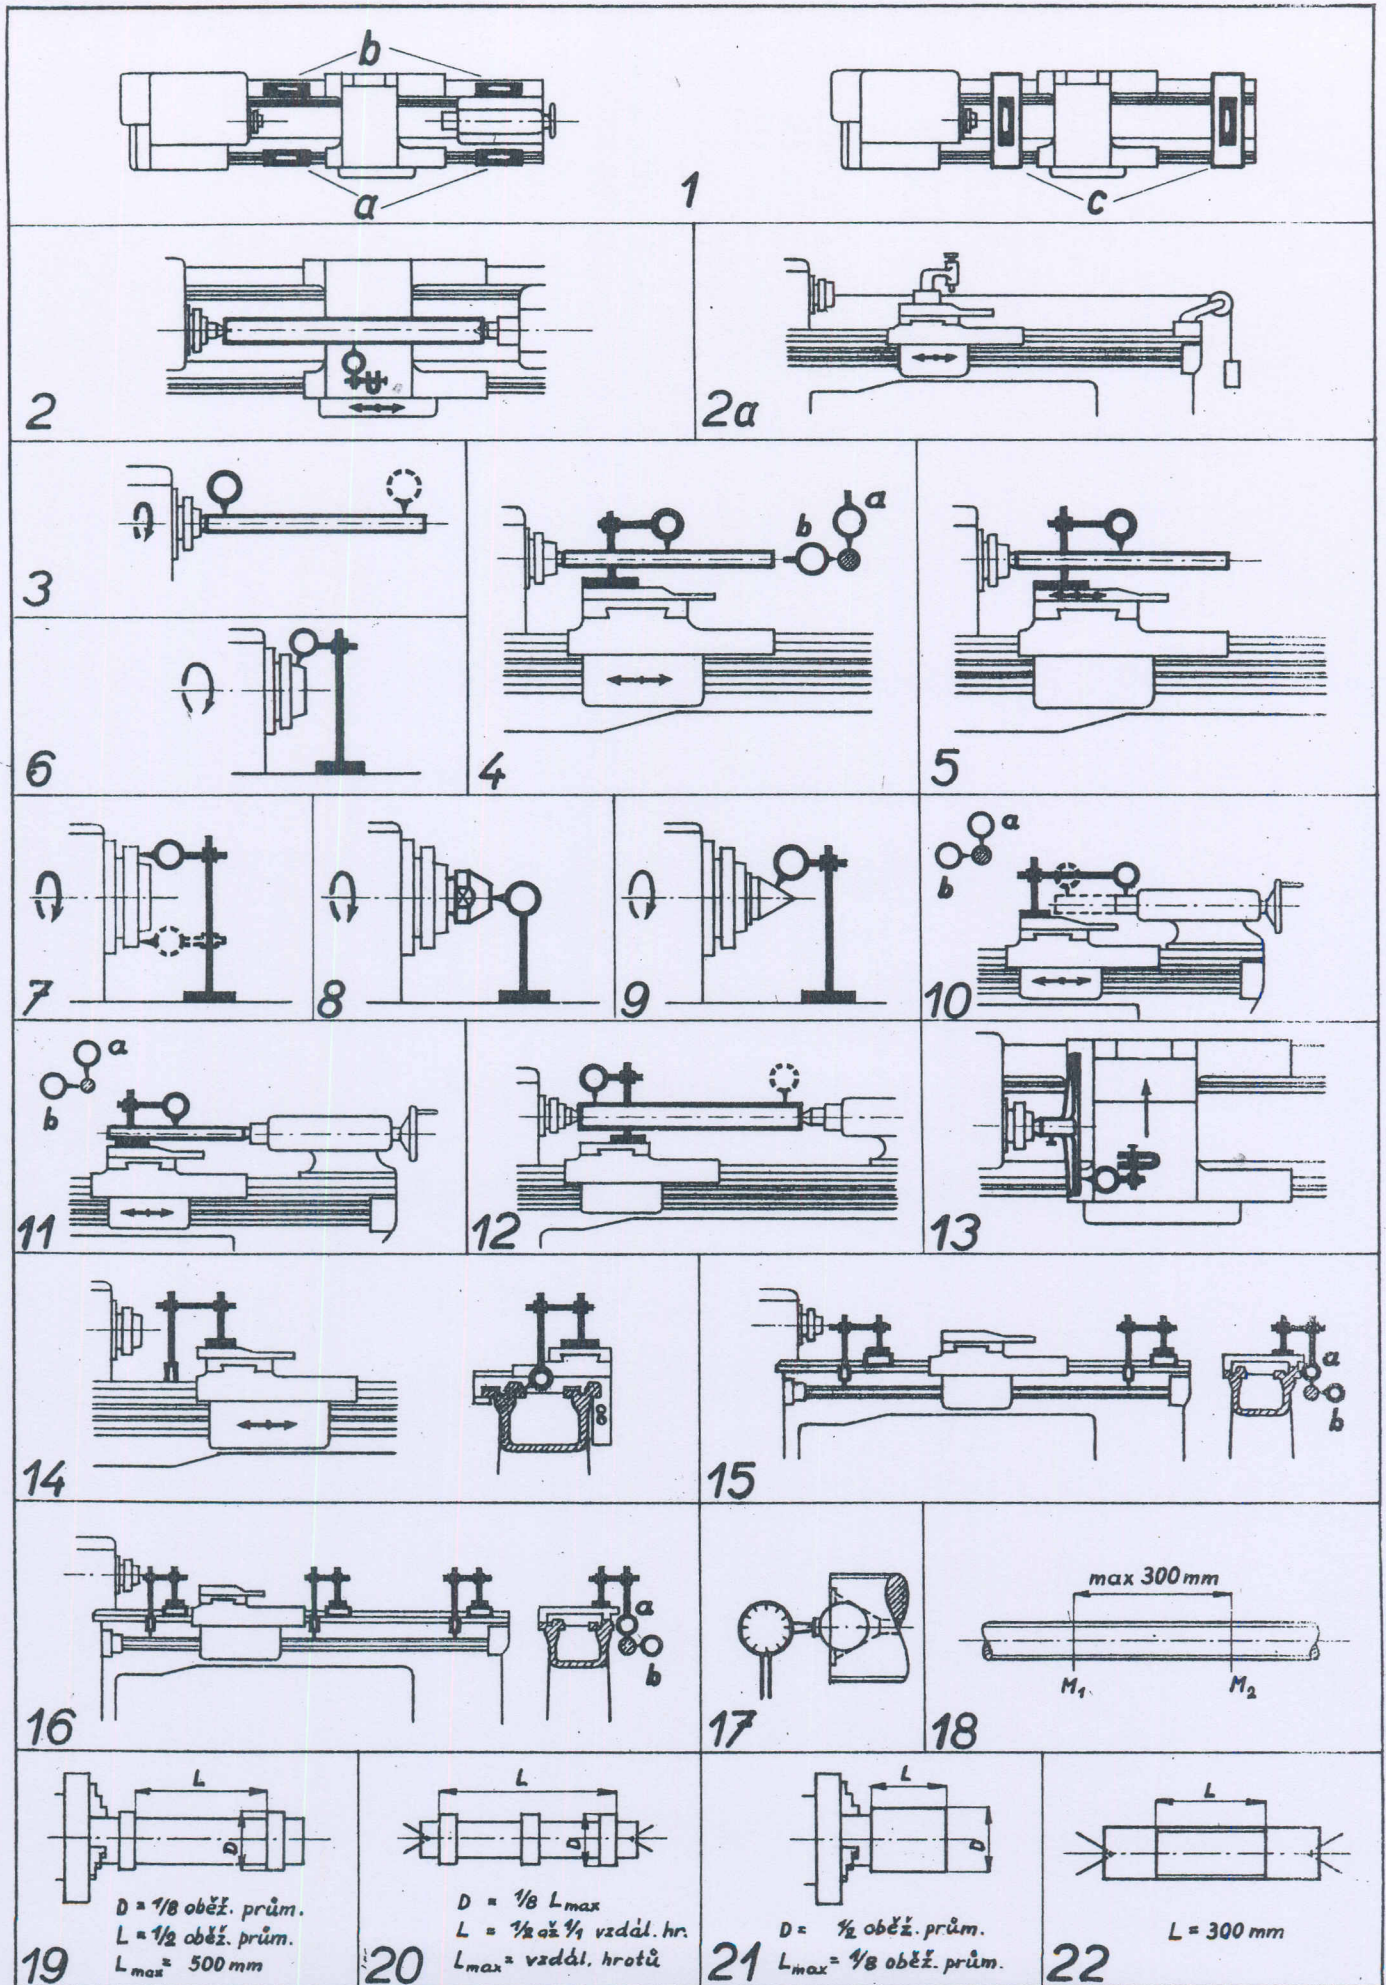 b
a
1
c
2
2a
3
b
a
4
5
6
7
8
9
a
b
10
a
b
11
12
13
14
a
b
15
a
b
16
17
max 300 mm
M₁
M₂
18
L
D
D = 1/8 oběž. prům.
L = 1/2 oběž. prům.
Lmax = 500 mm
19
L
D
D = 1/8 Lmax
L = 1/2 až 1/1 vzdál. hr.
Lmax = vzdál. hrotů
20
L
D
D = 1/2 oběž. prům.
Lmax = 1/8 oběž. prům.
21
L
L = 300 mm
22